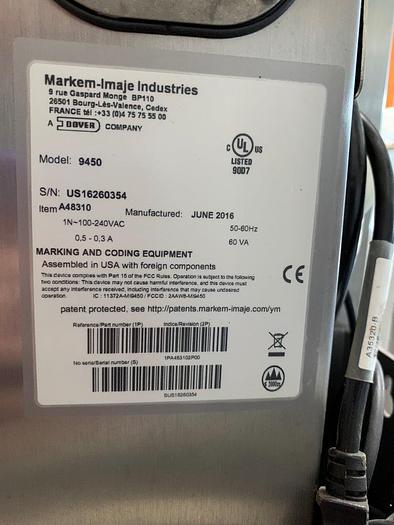 Markem-Imaje Industries
9 rue Gaspard Monge BP110
26501 Bourg-Lès-Valence, Cedex
FRANCE tél :+33 (0)4 75 75 55 00
A DOVER COMPANY
C UL US
LISTED
90D7
Model: 9450
S/N: US16260354
Item A48310
Manufactured: JUNE 2016
1N~100-240VAC 50-60Hz
0,5 - 0,3 A 60 VA
MARKING AND CODING EQUIPMENT
Assembled in USA with foreign components
This device complies with Part 15 of the FCC Rules. Operation is subject to the following
two conditions: This device may not cause harmful interference, and this device must
accept any interference received, including interference that may cause undesired
operation. IC : 11372A-MI9450 / FCCID : 2AAW8-MI9450
CE
patent protected, see http://patents.markem-imaje.com/ym
Reference/Part number (1P) Indice/Revision (2P)
1PA483102P00
No serie/Serial number (S)
SUS16260354
2000m
A35320.B